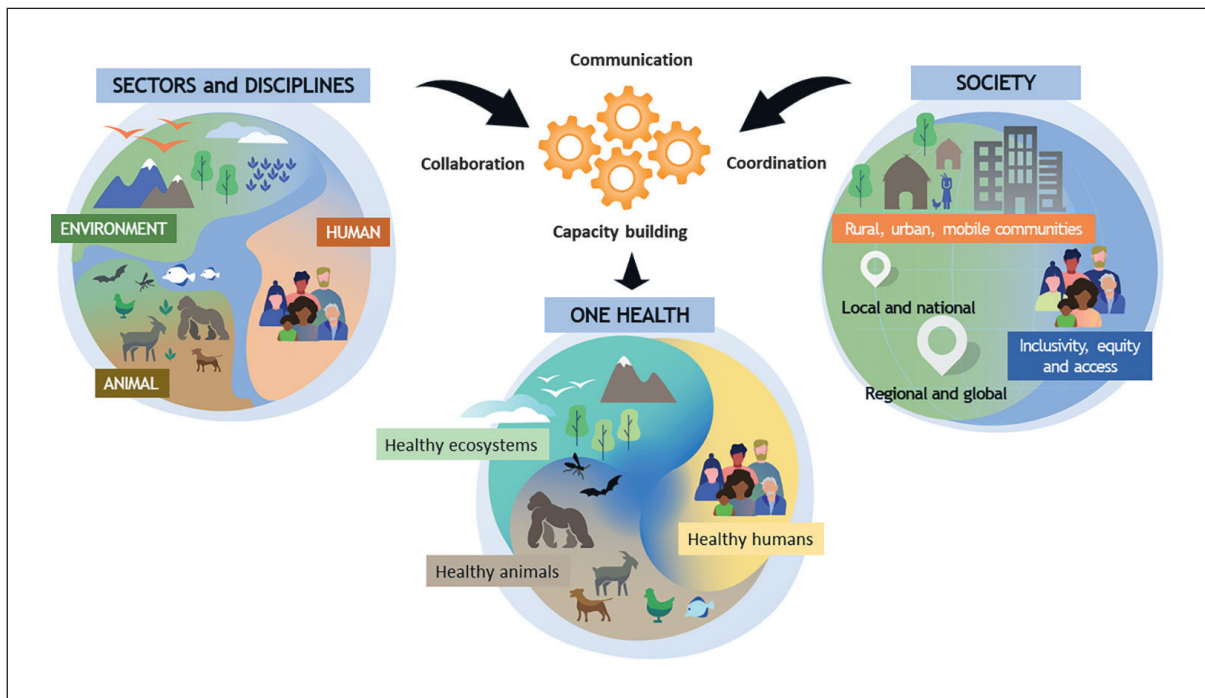 SECTORS and DISCIPLINES
ENVIRONMENT
HUMAN
ANIMAL
Communication
Collaboration
Coordination
Capacity building
SOCIETY
Rural, urban, mobile communities
Local and national
Inclusivity, equity
and access
Regional and global
ONE HEALTH
Healthy ecosystems
Healthy humans
Healthy animals